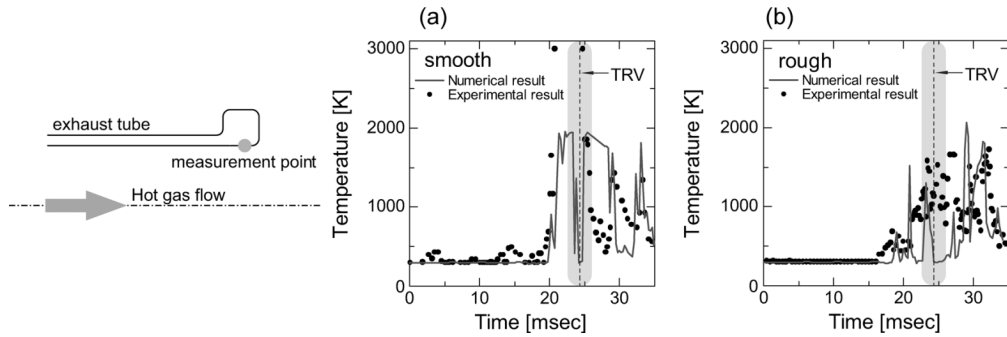 exhaust tube
measurement point
Hot gas flow
(a)
smooth
Numerical result
Experimental result
TRV
Temperature [K]
3000
2000
1000
0
0 10 20 30
Time [msec]
(b)
rough
Numerical result
Experimental result
TRV
Temperature [K]
3000
2000
1000
0
0 10 20 30
Time [msec]